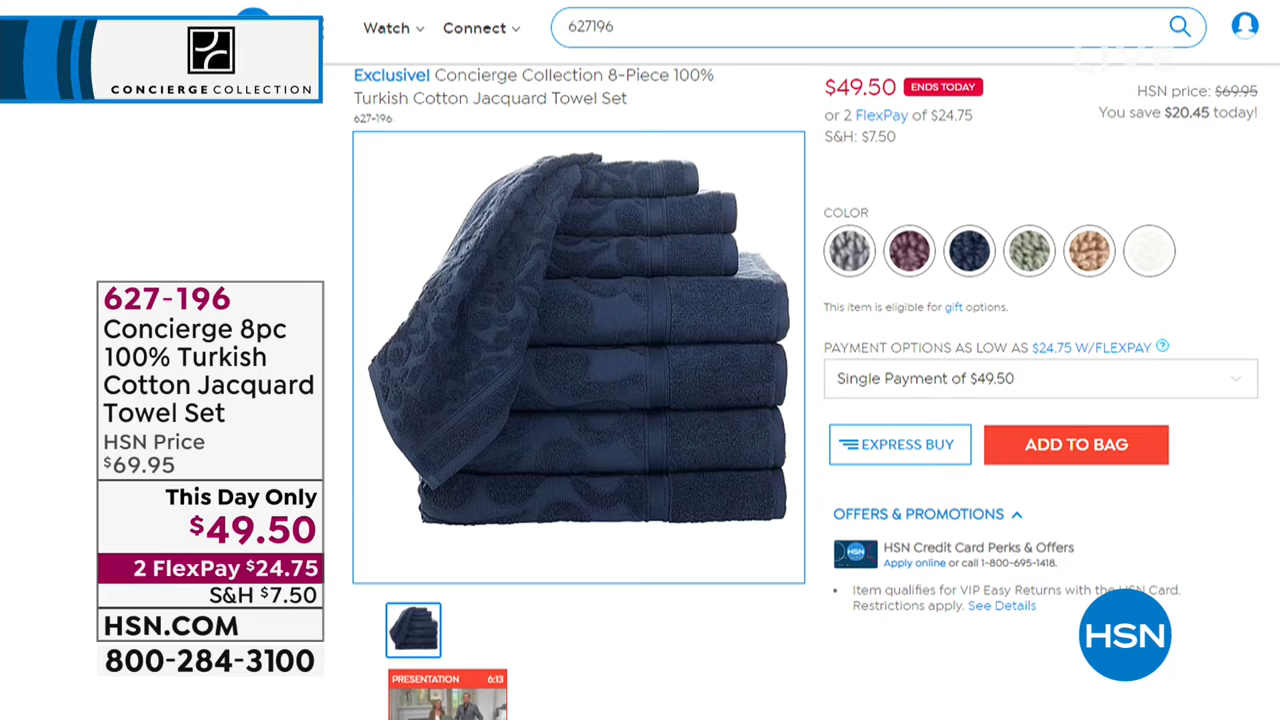 CONCIERGE COLLECTION
Watch
Connect
627196
LIVE
Exclusive! Concierge Collection 8-Piece 100%
Turkish Cotton Jacquard Towel Set
627-196
$49.50 ENDS TODAY
or 2 FlexPay of $24.75
S&H: $7.50
HSN price: $69.95
You save $20.45 today!
COLOR
This item is eligible for gift options.
PAYMENT OPTIONS AS LOW AS $24.75 W/FLEXPAY ?
Single Payment of $49.50
EXPRESS BUY
ADD TO BAG
OFFERS & PROMOTIONS
HSN
HSN Credit Card Perks & Offers
Apply online or call 1-800-695-1418.
• Item qualifies for VIP Easy Returns with the HSN Card.
Restrictions apply. See Details
HSN
PRESENTATION 6:13
627-196
Concierge 8pc
100% Turkish
Cotton Jacquard
Towel Set
HSN Price
$69.95
This Day Only
$49.50
2 FlexPay $24.75
S&H $7.50
HSN.COM
800-284-3100